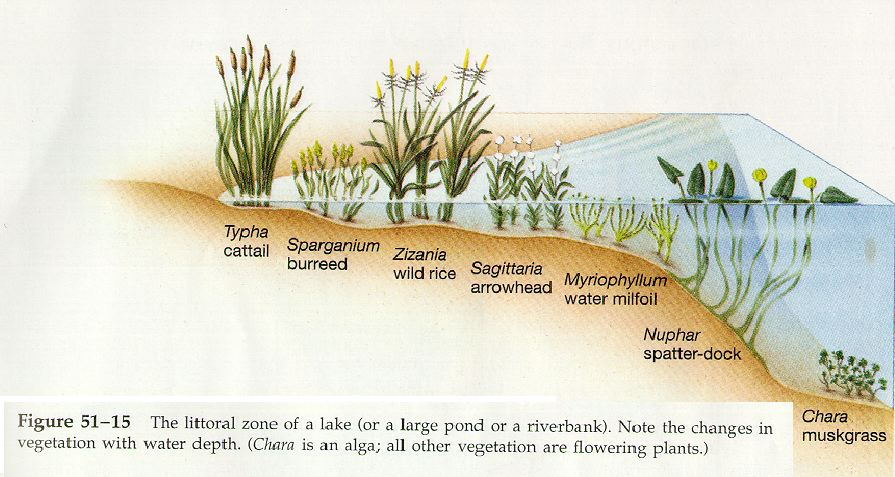 Typha
cattail
Sparganium
burreed
Zizania
wild rice
Sagittaria
arrowhead
Myriophyllum
water milfoil
Nuphar
spatter-dock
Chara
muskgrass
Figure 51–15 The littoral zone of a lake (or a large pond or a riverbank). Note the changes in
vegetation with water depth. (Chara is an alga; all other vegetation are flowering plants.)